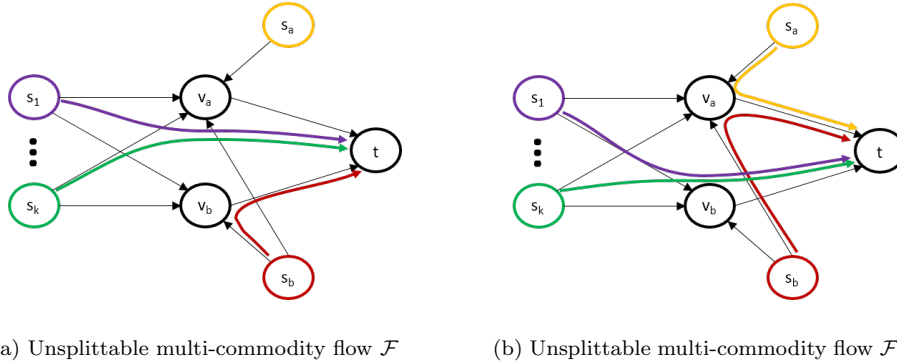 s_a
s_1
v_a
t
s_k
v_b
s_b
s_a
s_1
v_a
t
s_k
v_b
s_b
a) Unsplittable multi-commodity flow ℱ
(b) Unsplittable multi-commodity flow ℱ